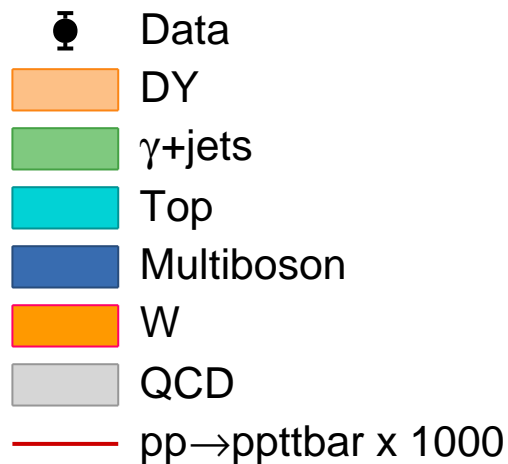 Data
DY
γ+jets
Top
Multiboson
W
QCD
pp→ppttbar x 1000